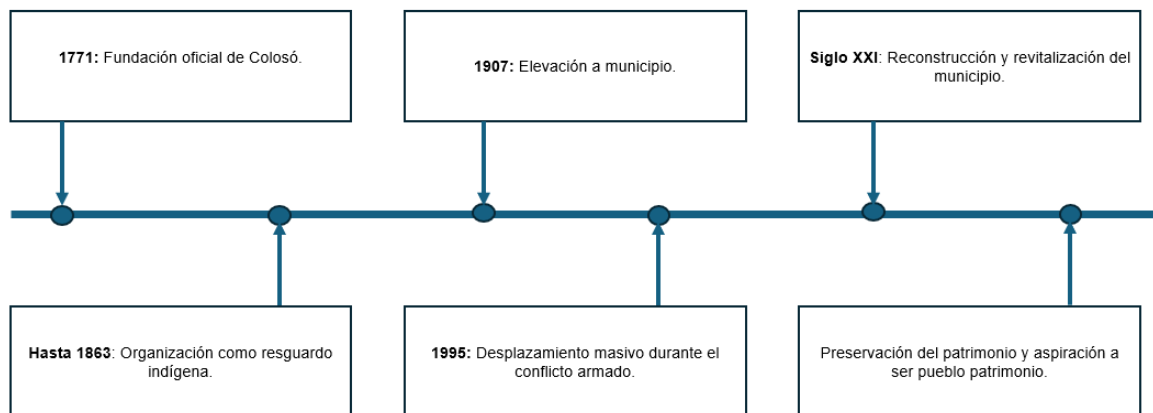 1771: Fundación oficial de Colosó.
1907: Elevación a municipio.
Siglo XXI: Reconstrucción y revitalización del
municipio.
Hasta 1863: Organización como resguardo
indígena.
1995: Desplazamiento masivo durante el
conflicto armado.
Preservación del patrimonio y aspiración a
ser pueblo patrimonio.